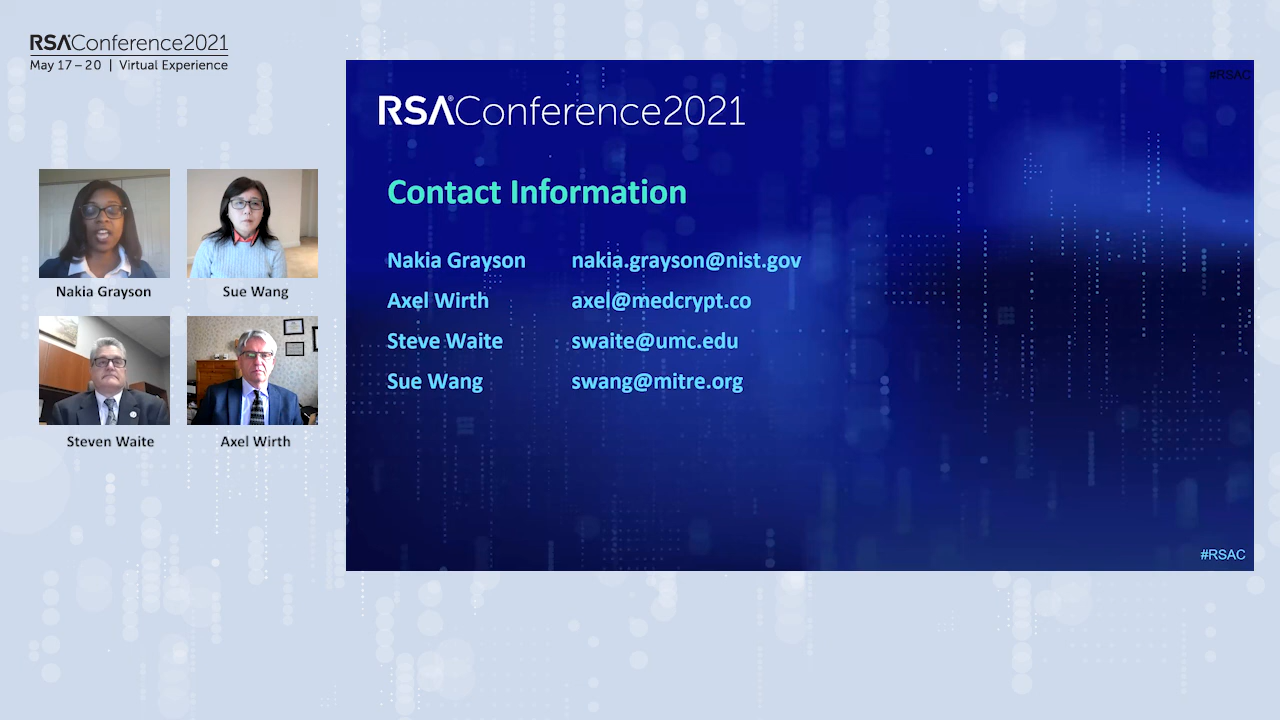 RSAConference2021
May 17 – 20 | Virtual Experience
Nakia Grayson
Sue Wang
Steven Waite
Axel Wirth
#RSAC
RSA®Conference2021
Contact Information
Nakia Grayson nakia.grayson@nist.gov
Axel Wirth axel@medcrypt.co
Steve Waite swaite@umc.edu
Sue Wang swang@mitre.org
#RSAC